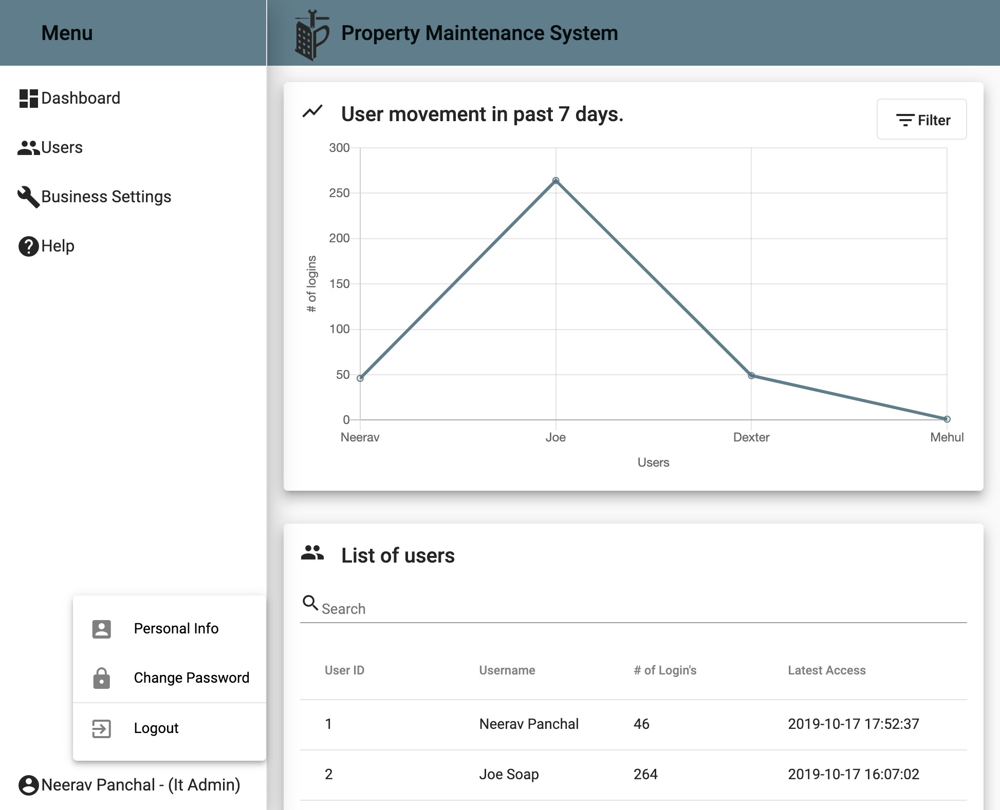 Menu
Property Maintenance System
Dashboard
Users
Business Settings
Help
User movement in past 7 days.
Filter
300
250
200
150
100
50
0
# of logins
Neerav Joe Dexter Mehul
Users
List of users
Search
User ID Username # of Login's Latest Access
1 Neerav Panchal 46 2019-10-17 17:52:37
2 Joe Soap 264 2019-10-17 16:07:02
Personal Info
Change Password
Logout
Neerav Panchal - (It Admin)